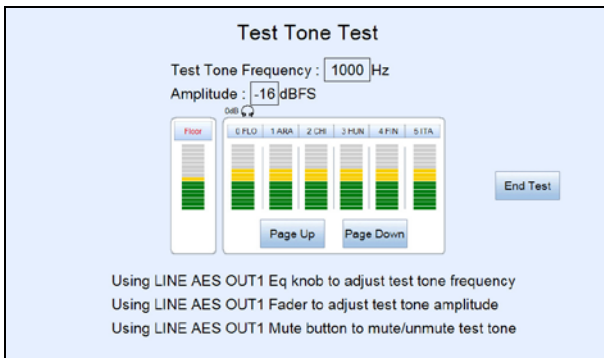 Test Tone Test
Test Tone Frequency : 1000 Hz
Amplitude : -16 dBFS
0dB
Floor 0 FLO 1 ARA 2 CHI 3 HUN 4 FIN 5 ITA
End Test
Page Up Page Down
Using LINE AES OUT1 Eq knob to adjust test tone frequency
Using LINE AES OUT1 Fader to adjust test tone amplitude
Using LINE AES OUT1 Mute button to mute/unmute test tone